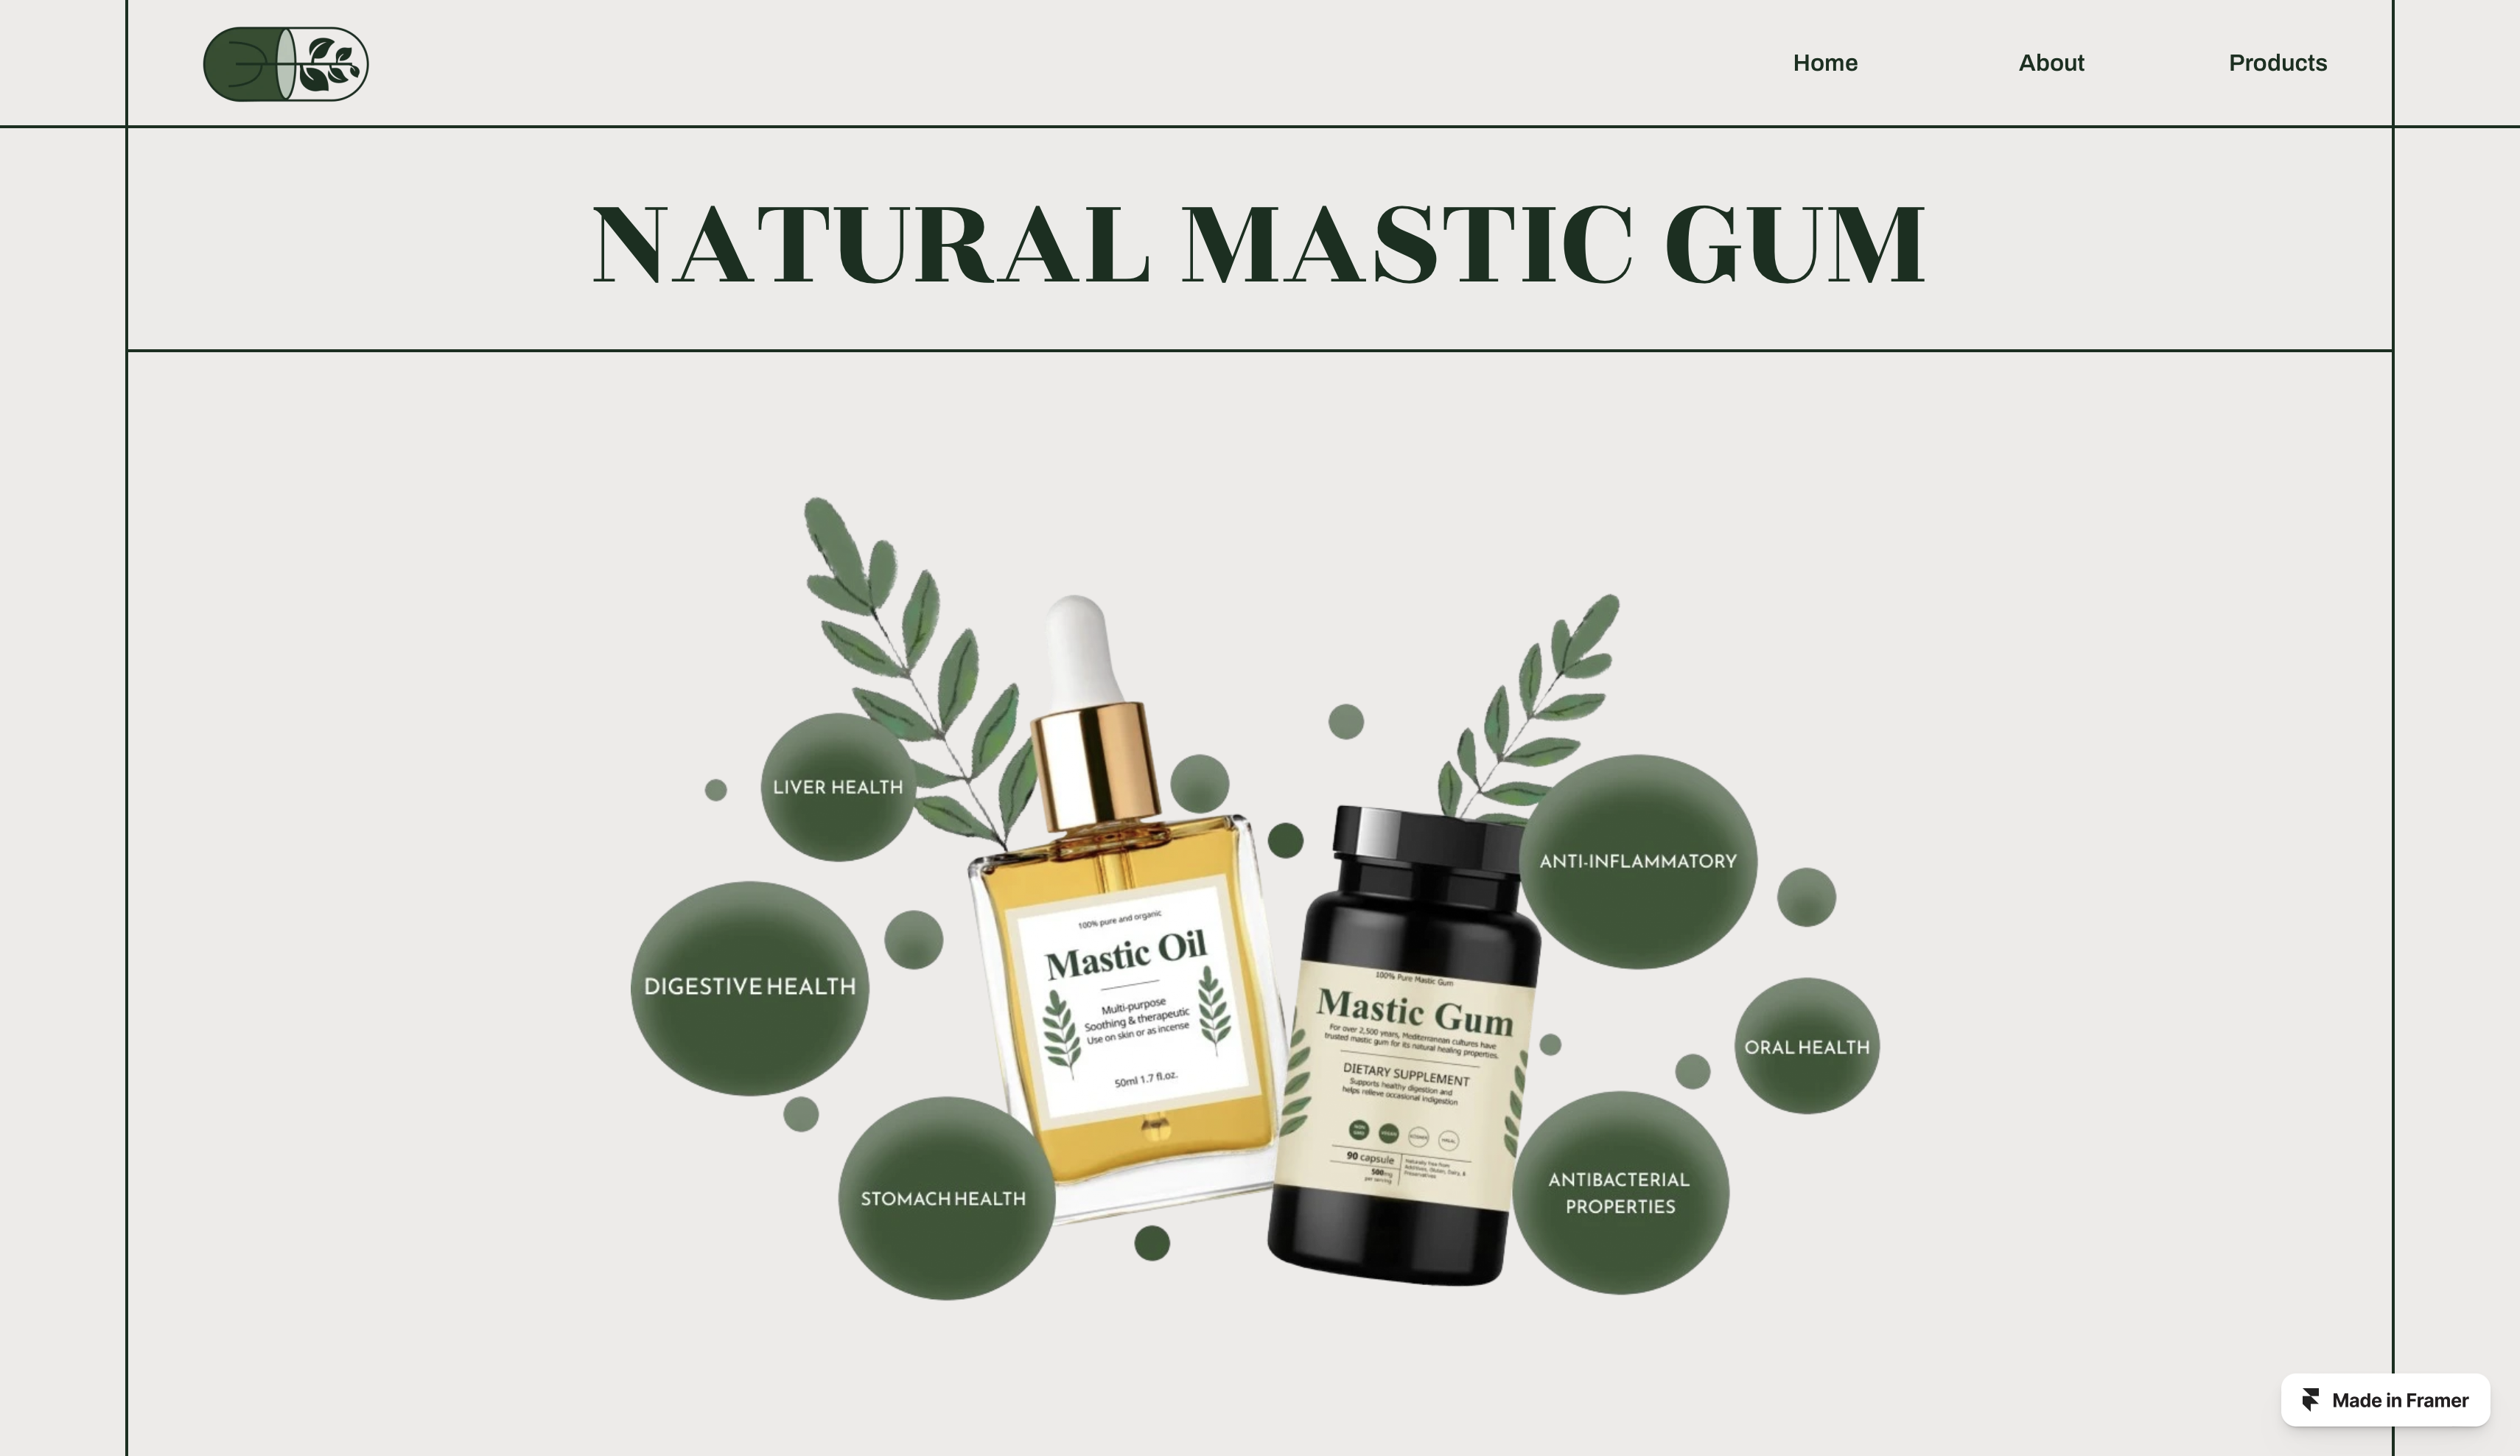 Home
About
Products
NATURAL MASTIC GUM
LIVER HEALTH
DIGESTIVE HEALTH
STOMACH HEALTH
100% pure and organic
Mastic Oil
Multi-purpose
Soothing & therapeutic
Use on skin or as incense
50ml 1.7 fl.oz.
100% Pure Mastic Gum
Mastic Gum
For over 2,500 years, Mediterranean cultures have
trusted mastic gum for its natural healing properties.
DIETARY SUPPLEMENT
Supports healthy digestion and
helps relieve occasional indigestion
90 capsule
500mg
per serving
ANTI-INFLAMMATORY
ORAL HEALTH
ANTIBACTERIAL
PROPERTIES
Made in Framer